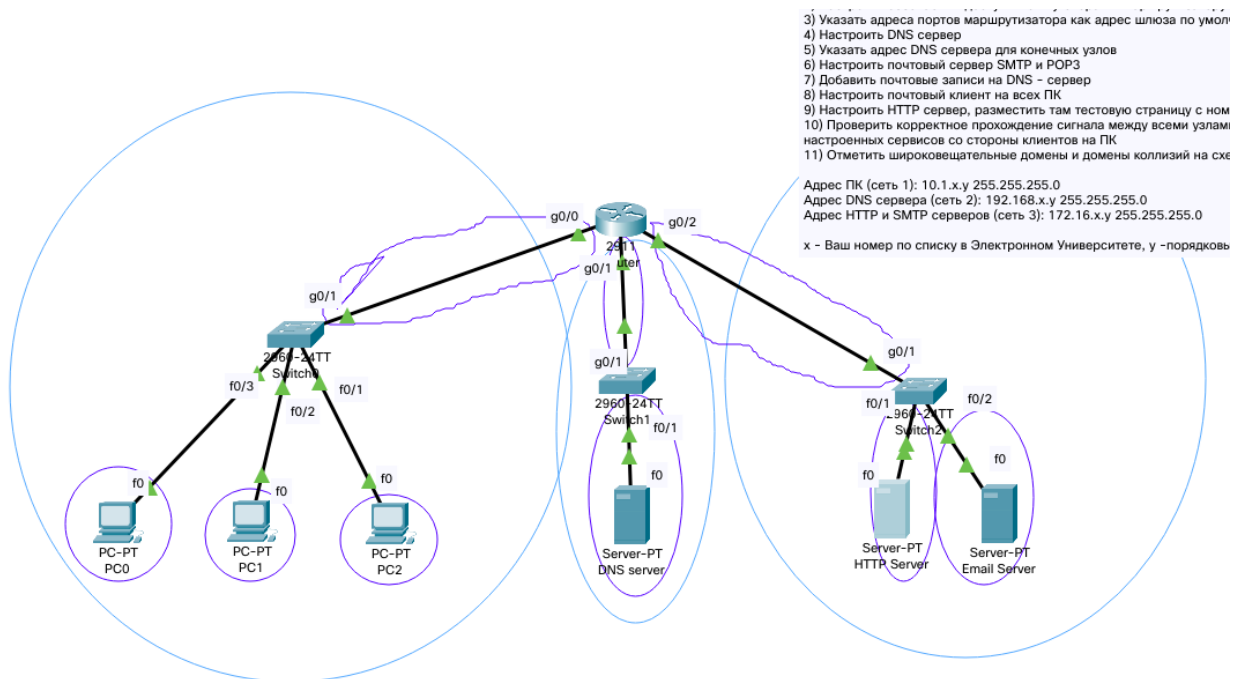 3) Указать адреса портов маршрутизатора как адрес шлюза по
4) Настроить DNS сервер
5) Указать адрес DNS сервера для конечных узлов
6) Настроить почтовый сервер SMTP и POP3
7) Добавить почтовые записи на DNS - сервер
8) Настроить почтовый клиент на всех ПК
9) Настроить HTTP сервер, разместить там тестовую страницу с
10) Проверить корректное прохождение сигнала между всеми
настроенных сервисов со стороны клиентов на ПК
11) Отметить широковещательные домены и домены коллизий на
Адрес ПК (сеть 1): 10.1.x.y 255.255.255.0
Адрес DNS сервера (сеть 2): 192.168.x.y 255.255.255.0
Адрес HTTP и SMTP серверов (сеть 3): 172.16.x.y 255.255.255.0
x - Ваш номер по списку в Электронном Университете, y
g0/0
g0/2
2911
g0/1
g0/1
2960-24TT
Switch0
f0/3
f0/1
f0/2
g0/1
2960-24TT
Switch1
f0/1
g0/1
f0/1
f0/2
2960-24TT
Switch2
f0
f0
f0
f0
f0
f0
PC-PT
PC0
PC-PT
PC1
PC-PT
PC2
Server-PT
DNS server
Server-PT
HTTP Server
Server-PT
Email Server